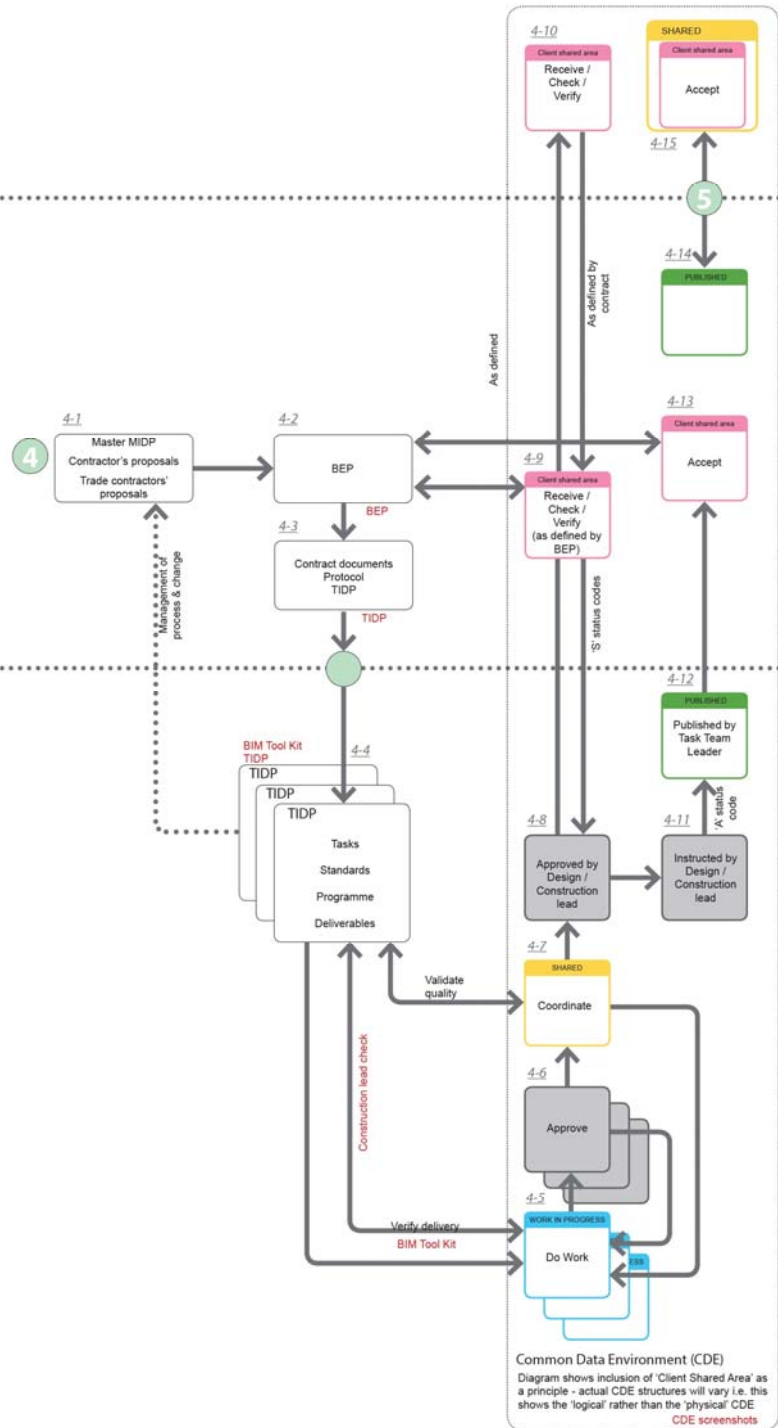 4-10
Client shared area
Receive /
Check /
Verify
SHARED
Client shared area
Accept
4-15
5
4-14
PUBLISHED
As defined
As defined by
contract
4-1
4
Master MIDP
Contractor's proposals
Trade contractors'
proposals
4-2
BEP
BEP
4-3
Contract documents
Protocol
TIDP
TIDP
4-13
Client shared area
Accept
4-9
Client shared area
Receive /
Check /
Verify
(as defined by
BEP)
Management of
process & change
'S' status codes
4-12
PUBLISHED
Published by
Task Team
Leader
'A' status
code
BIM Tool Kit
TIDP
4-4
TIDP
TIDP
TIDP
Tasks
Standards
Programme
Deliverables
4-8
Approved by
Design /
Construction
lead
4-11
Instructed by
Design /
Construction
lead
4-7
SHARED
Coordinate
Validate
quality
Construction lead check
4-6
Approve
4-5
WORK IN PROGRESS
Do Work
ESS
Verify delivery
BIM Tool Kit
Common Data Environment (CDE)
Diagram shows inclusion of 'Client Shared Area' as
a principle - actual CDE structures will vary i.e. this
shows the 'logical' rather than the 'physical' CDE
CDE screenshots